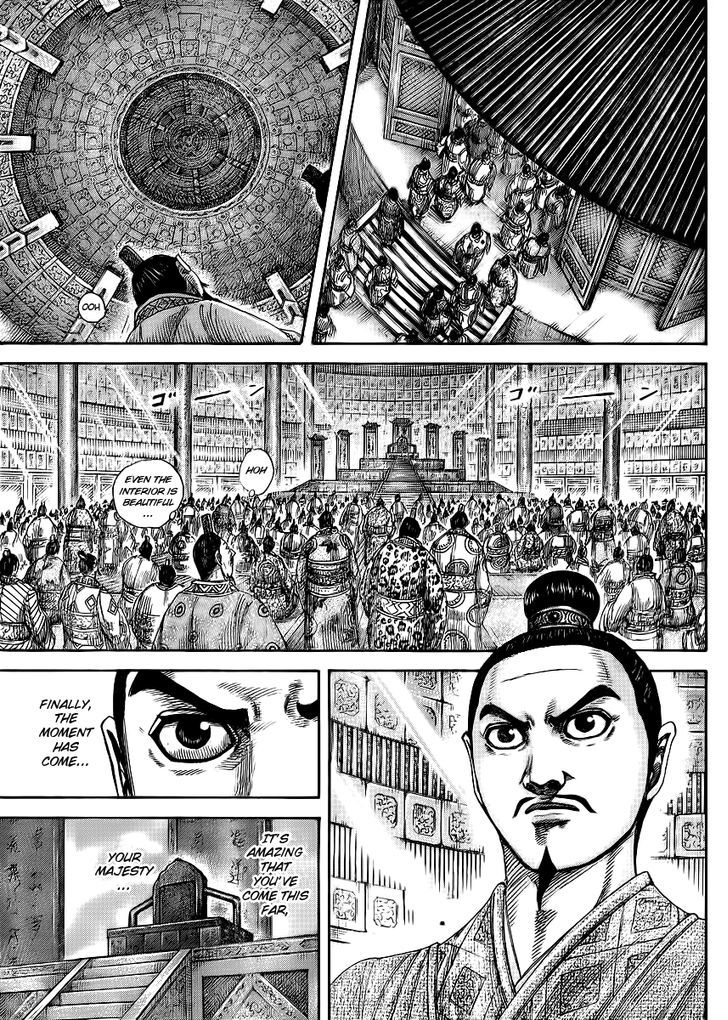 OOH
ゴーーン
ゴーーン
HOH
EVEN THE
INTERIOR IS
BEAUTIFUL
...
FINALLY,
THE
MOMENT
HAS
COME...
IT'S
AMAZING
THAT
YOU'VE
COME THIS
FAR,
YOUR
MAJESTY
...